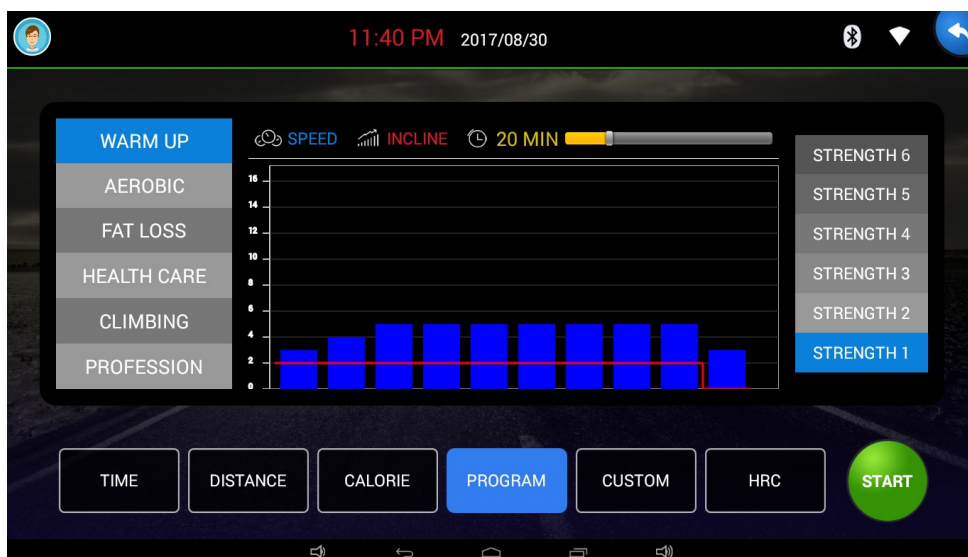 11:40 PM 2017/08/30
WARM UP
AEROBIC
FAT LOSS
HEALTH CARE
CLIMBING
PROFESSION
SPEED INCLINE 20 MIN
16
14
12
10
8
6
4
2
0
STRENGTH 6
STRENGTH 5
STRENGTH 4
STRENGTH 3
STRENGTH 2
STRENGTH 1
TIME DISTANCE CALORIE PROGRAM CUSTOM HRC START